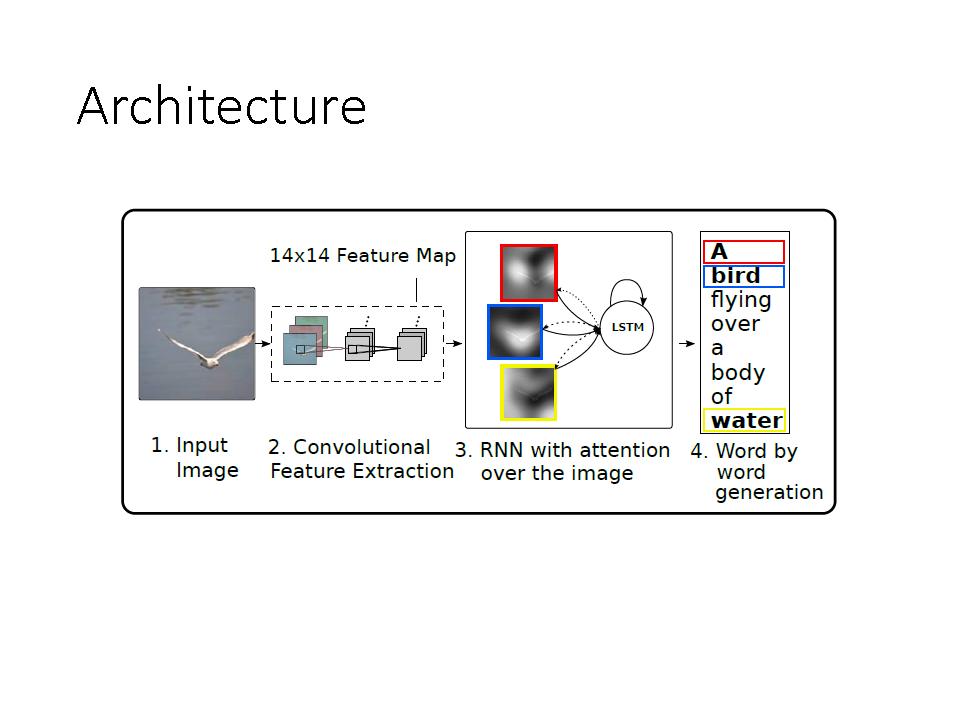 Architecture
14x14 Feature Map
LSTM
A
bird
flying
over
a
body
of
water
1. Input
Image
2. Convolutional
Feature Extraction
3. RNN with attention
over the image
4. Word by
word
generation